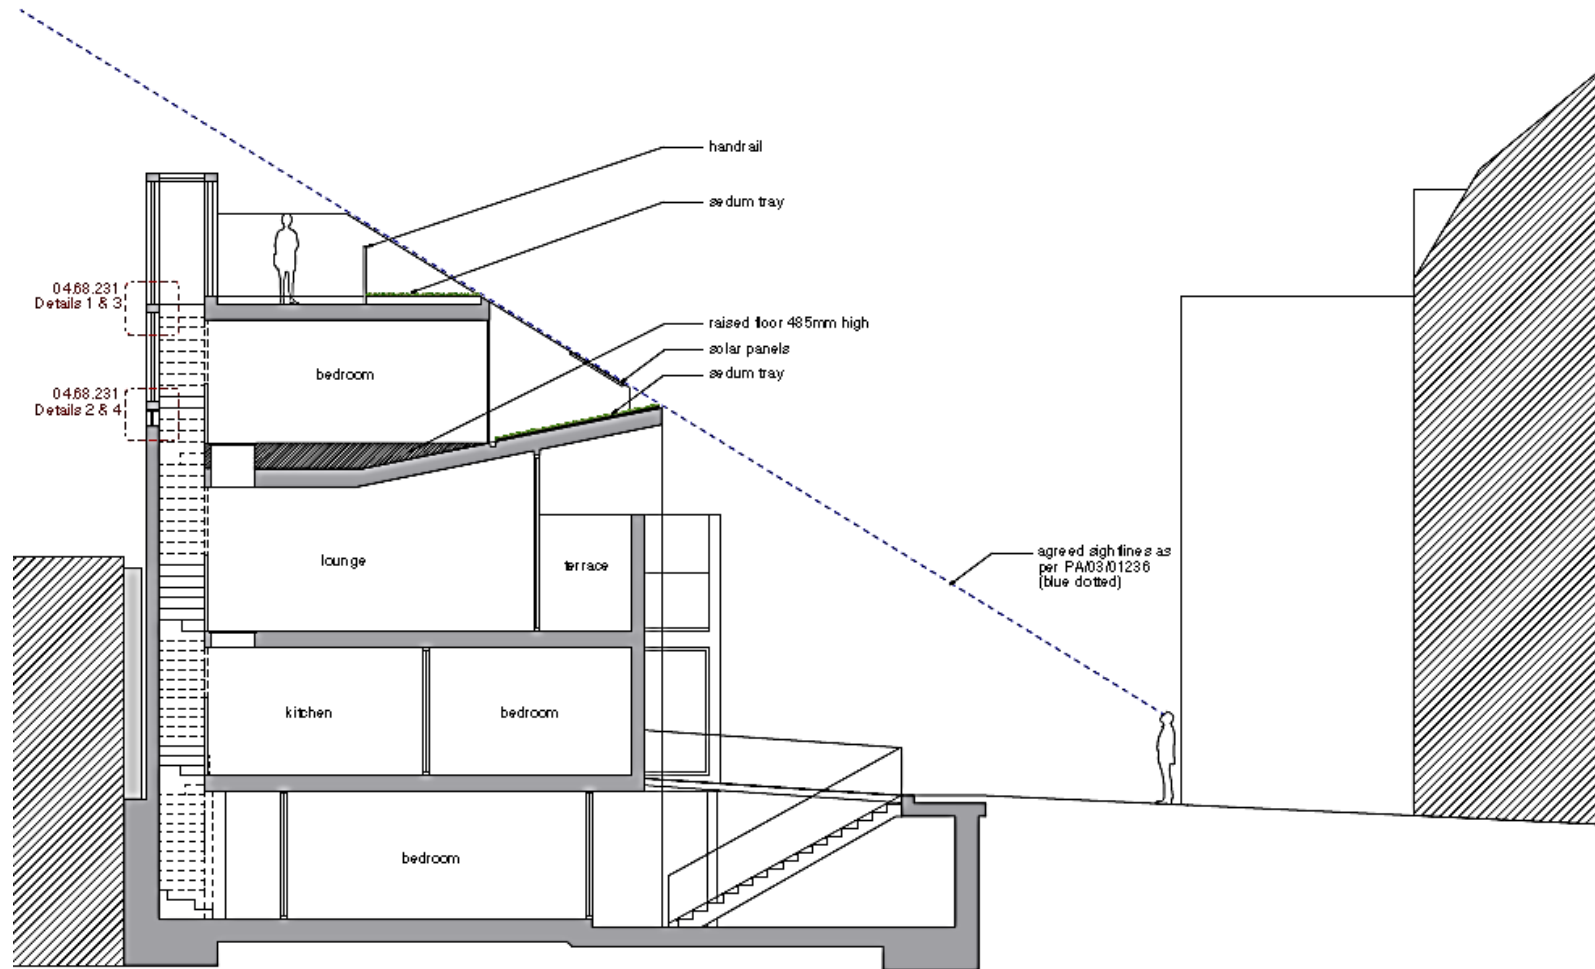 handrail
sedum tray
04.68.231
Details 1 & 3
raised floor 485mm high
solar panels
bedroom
sedum tray
04.68.231
Details 2 & 4
agreed sightlines as
per PA/03/01236
(blue dotted)
lounge
terrace
kitchen
bedroom
bedroom